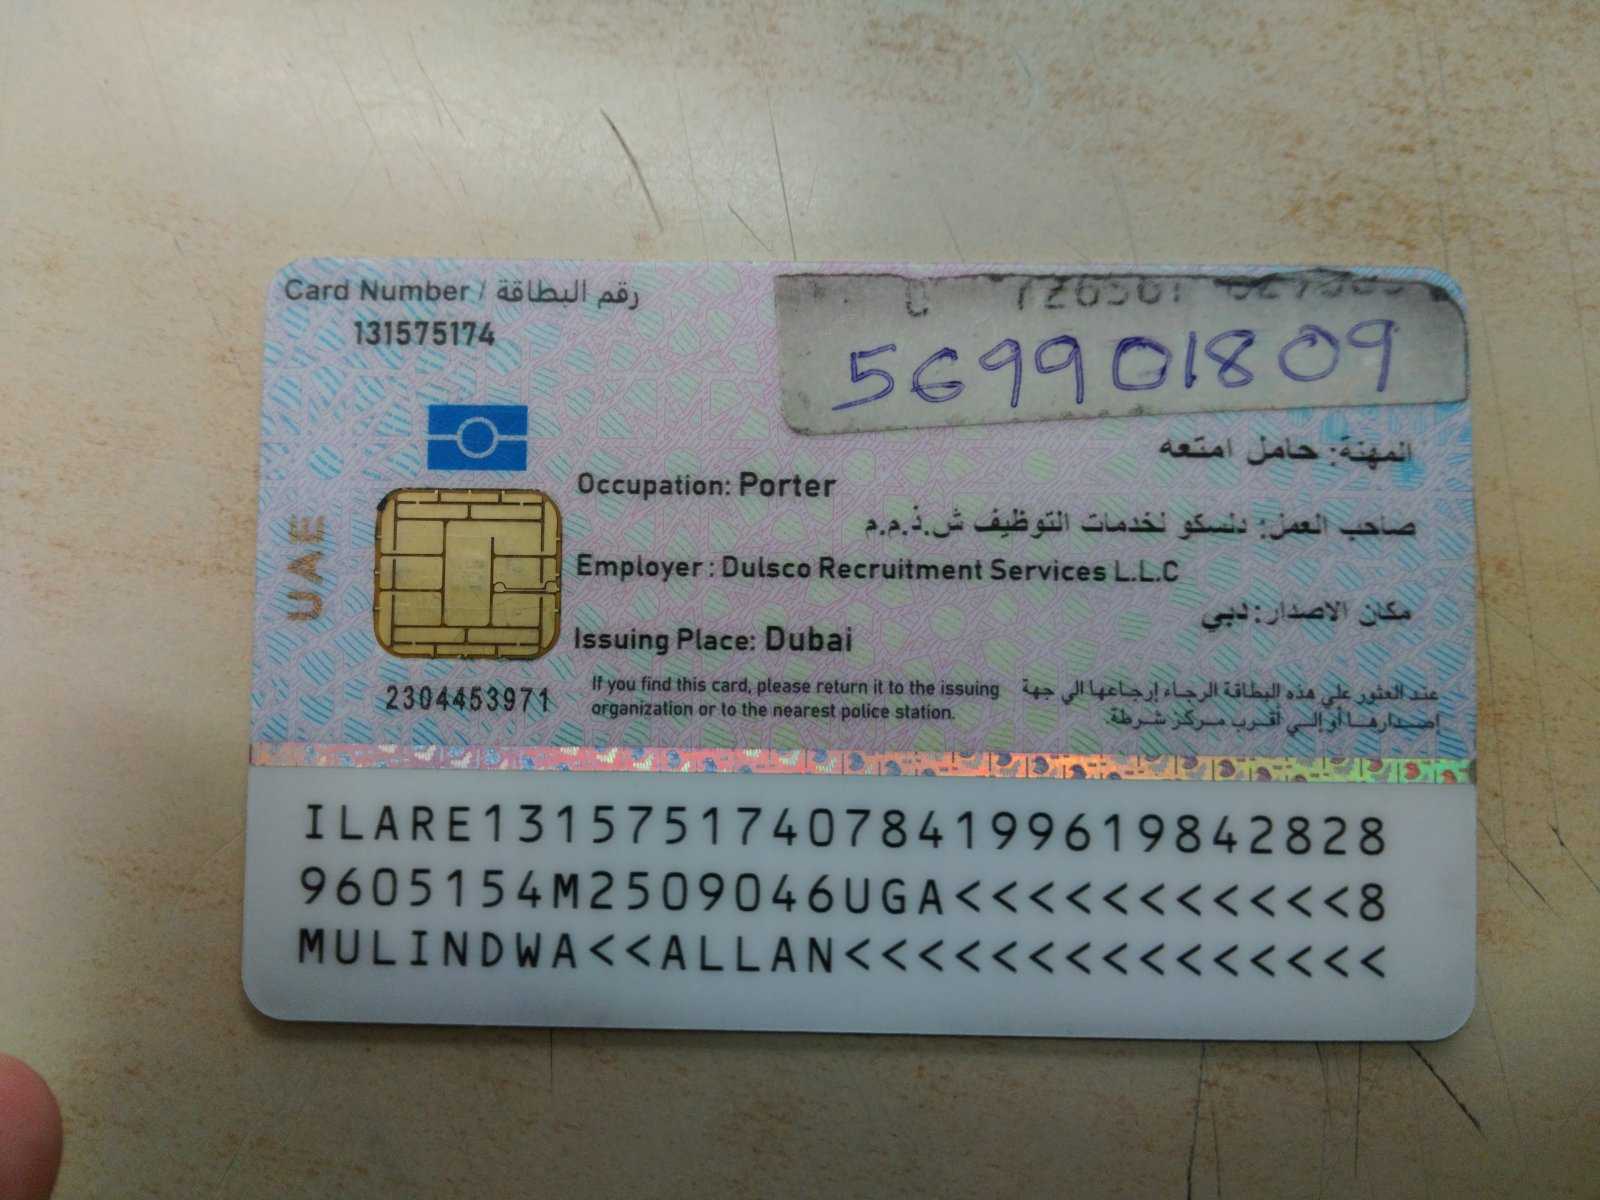 Card Number / رقم البطاقة
131575174
569901809
المهنة: حامل امتعه
Occupation: Porter
صاحب العمل: دلسكو لخدمات التوظيف ش.ذ.م.م
Employer : Dulsco Recruitment Services L.L.C
مكان الاصدار: دبي
Issuing Place: Dubai
UAE
2304453971
If you find this card, please return it to the issuing
organization or to the nearest police station.
عند العثور علي هذه البطاقة الرجاء إرجاعها الي جهة
إصدارها أو إلي أقرب مركز شرطة.
ILARE1315751740784199619842828
9605154M2509046UGA<<<<<<<<<<<8
MULINDWA<<ALLAN<<<<<<<<<<<<<<<